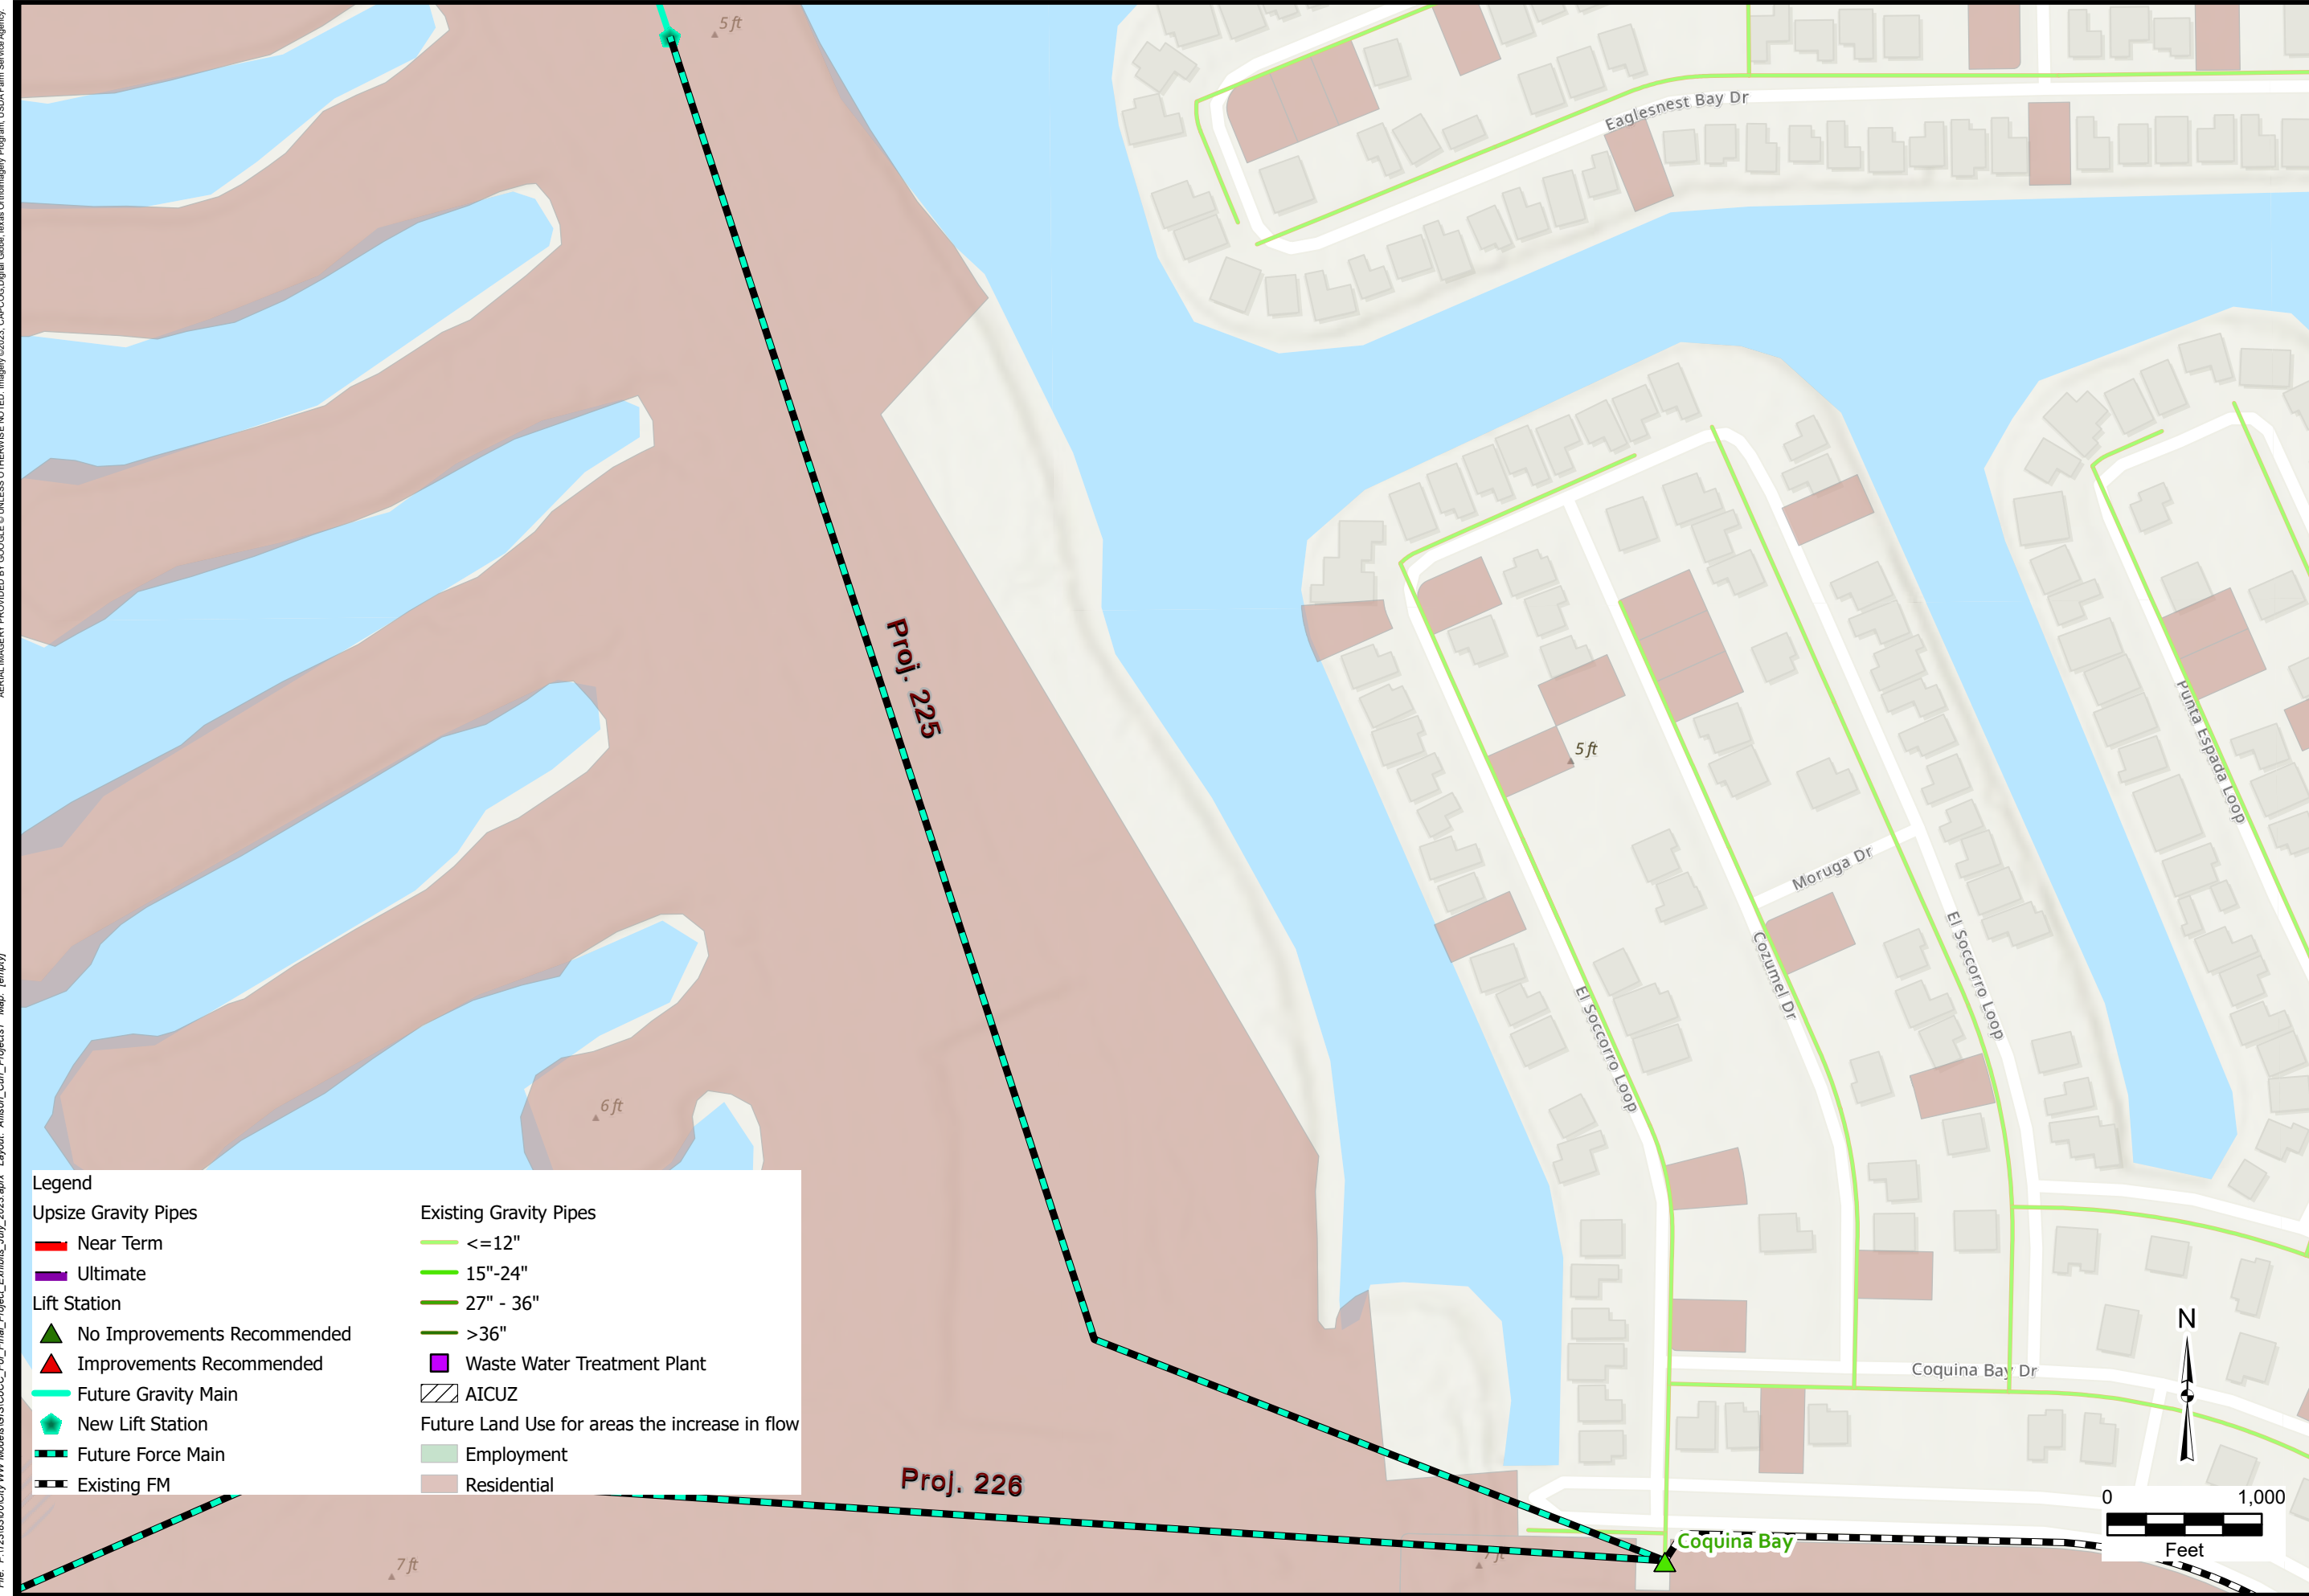 5 ft
Eaglesnest Bay Dr
Proj. 225
5 ft
Punta Espada Loop
Moruga Dr
El Soccorro Loop
Cozumel Dr
El Soccorro Loop
6 ft
Coquina Bay Dr
Proj. 226
Coquina Bay
7 ft
7 ft
Legend
Upsize Gravity Pipes
Near Term
Ultimate
Lift Station
No Improvements Recommended
Improvements Recommended
Future Gravity Main
New Lift Station
Future Force Main
Existing FM
Existing Gravity Pipes
<=12"
15"-24"
27" - 36"
>36"
Waste Water Treatment Plant
AICUZ
Future Land Use for areas the increase in flow
Employment
Residential
N
0 1,000
Feet